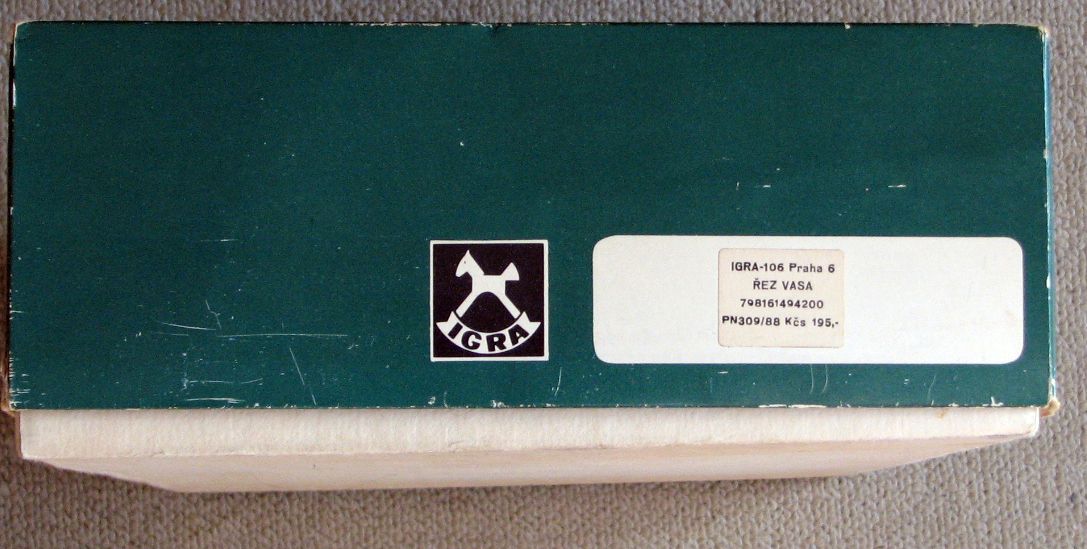 IGRA
IGRA-106 Praha 6
ŘEZ VASA
798161494200
PN309/88 Kčs 195,-